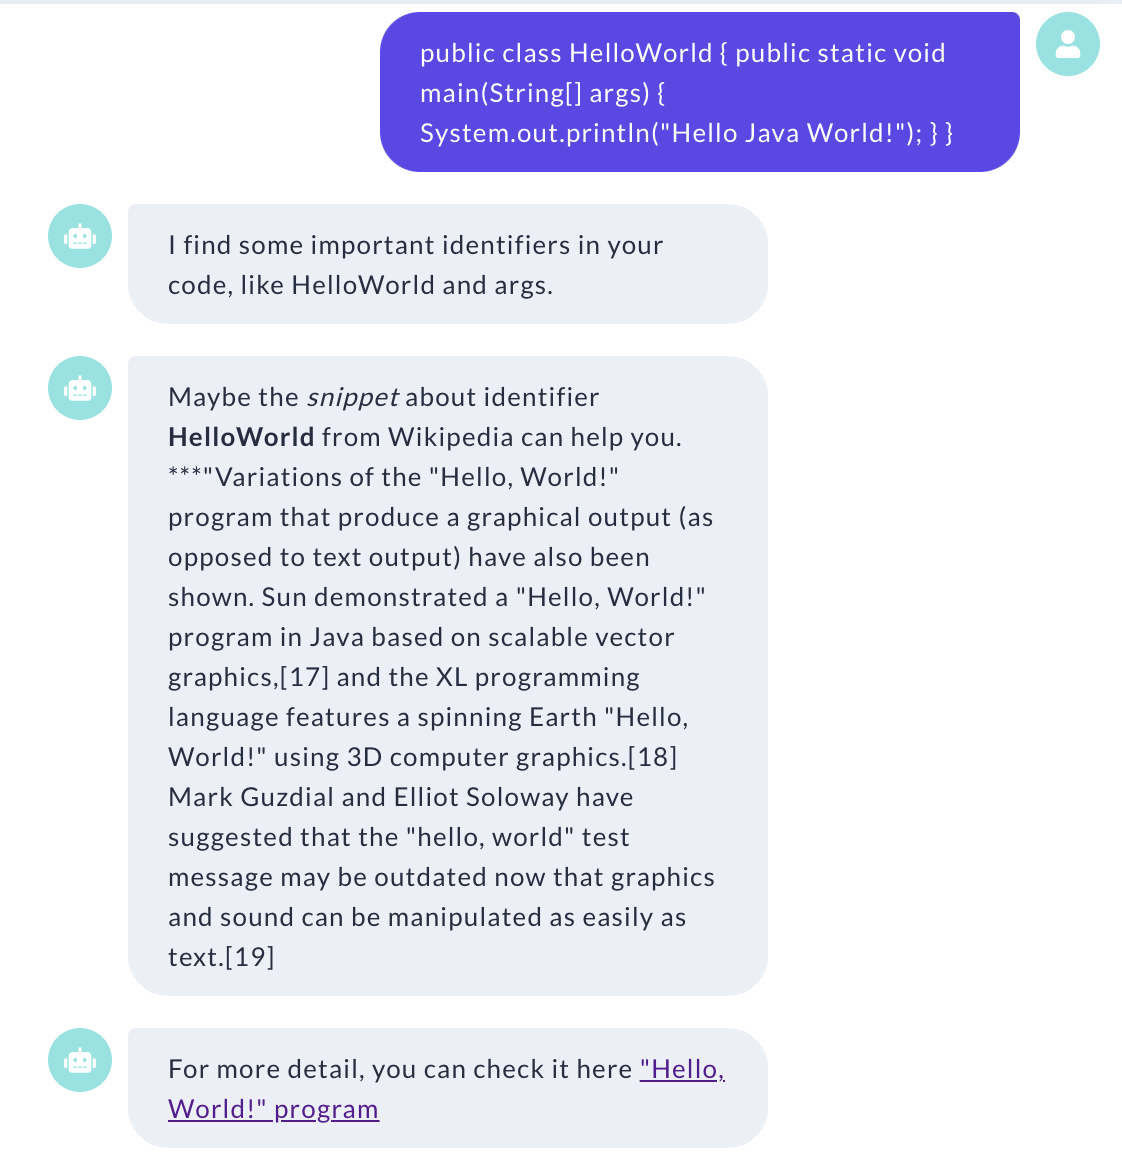 public class HelloWorld { public static void
main(String[] args) {
System.out.println("Hello Java World!"); } }
I find some important identifiers in your
code, like HelloWorld and args.
Maybe the snippet about identifier
HelloWorld from Wikipedia can help you.
***"Variations of the "Hello, World!"
program that produce a graphical output (as
opposed to text output) have also been
shown. Sun demonstrated a "Hello, World!"
program in Java based on scalable vector
graphics,[17] and the XL programming
language features a spinning Earth "Hello,
World!" using 3D computer graphics.[18]
Mark Guzdial and Elliot Soloway have
suggested that the "hello, world" test
message may be outdated now that graphics
and sound can be manipulated as easily as
text.[19]
For more detail, you can check it here "Hello,
World!" program